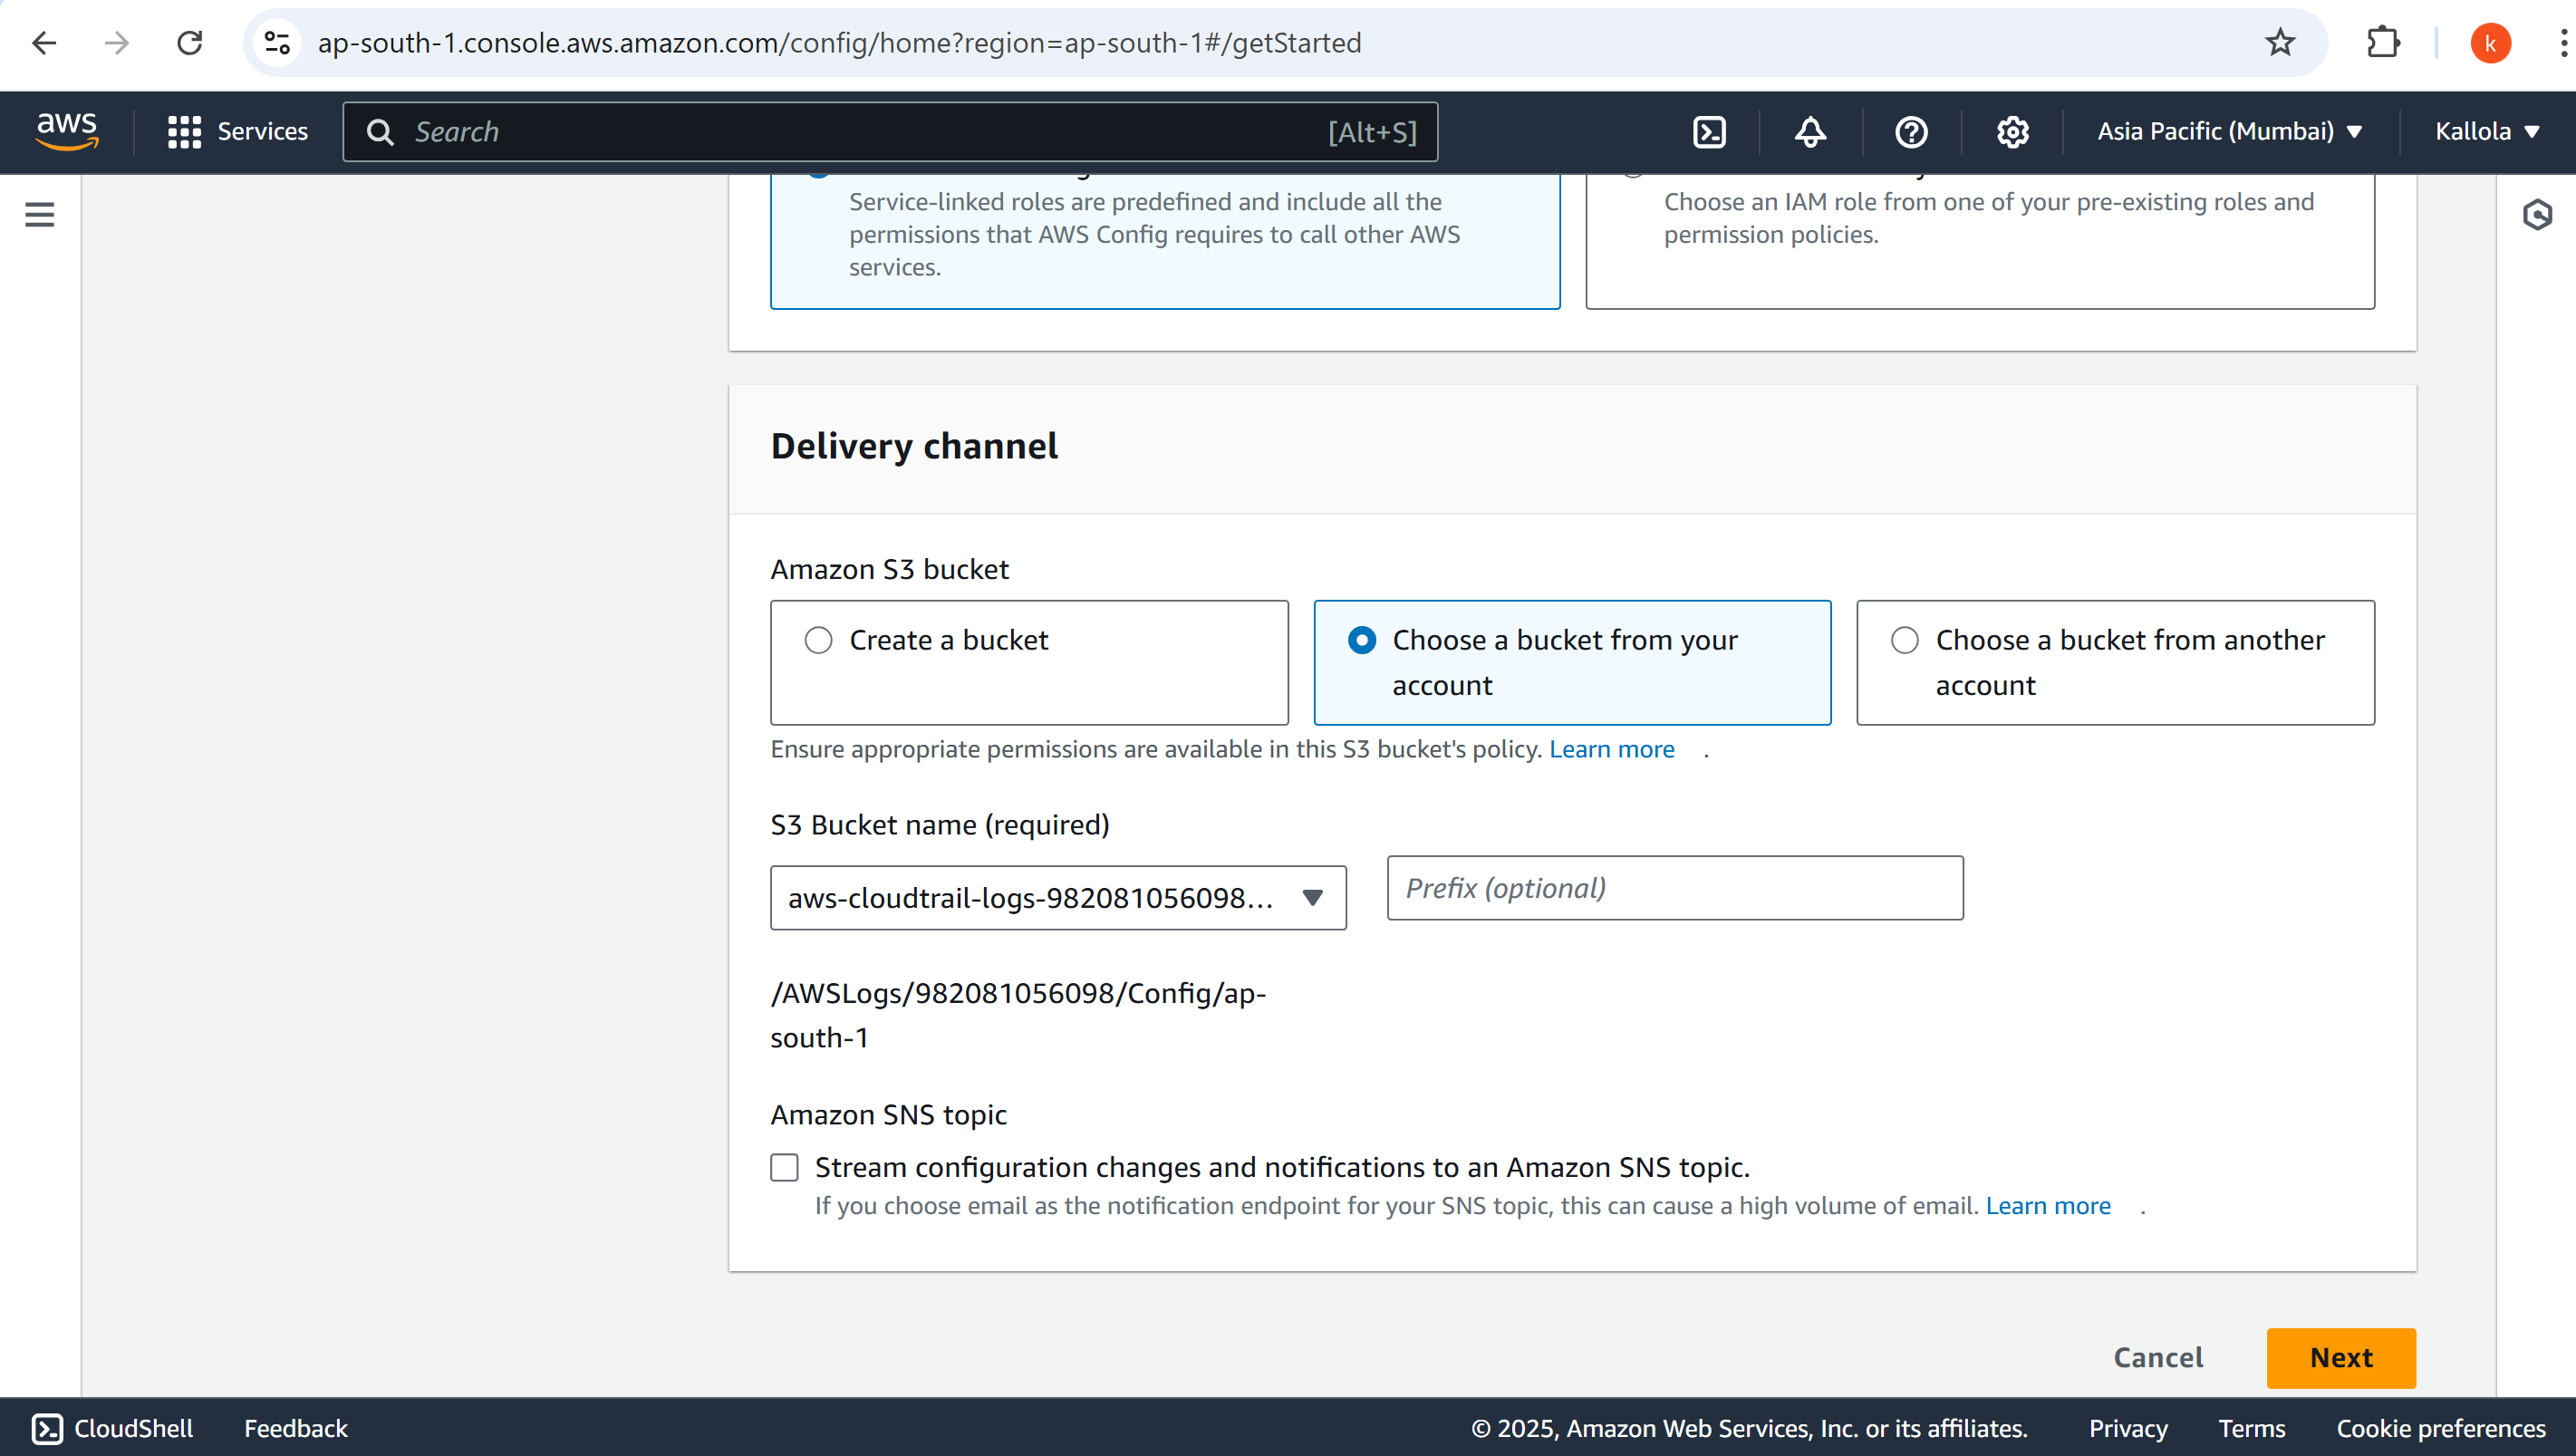 ap-south-1.console.aws.amazon.com/config/home?region=ap-south-1#/getStarted
k
aws
Services
Search
[Alt+S]
Asia Pacific (Mumbai)
Kallola
Service-linked roles are predefined and include all the
permissions that AWS Config requires to call other AWS
services.
Choose an IAM role from one of your pre-existing roles and
permission policies.
Delivery channel
Amazon S3 bucket
Create a bucket
Choose a bucket from your
account
Choose a bucket from another
account
Ensure appropriate permissions are available in this S3 bucket's policy. Learn more .
S3 Bucket name (required)
aws-cloudtrail-logs-982081056098...
Prefix (optional)
/AWSLogs/982081056098/Config/ap-
south-1
Amazon SNS topic
Stream configuration changes and notifications to an Amazon SNS topic.
If you choose email as the notification endpoint for your SNS topic, this can cause a high volume of email. Learn more .
Cancel
Next
CloudShell
Feedback
© 2025, Amazon Web Services, Inc. or its affiliates.
Privacy
Terms
Cookie preferences